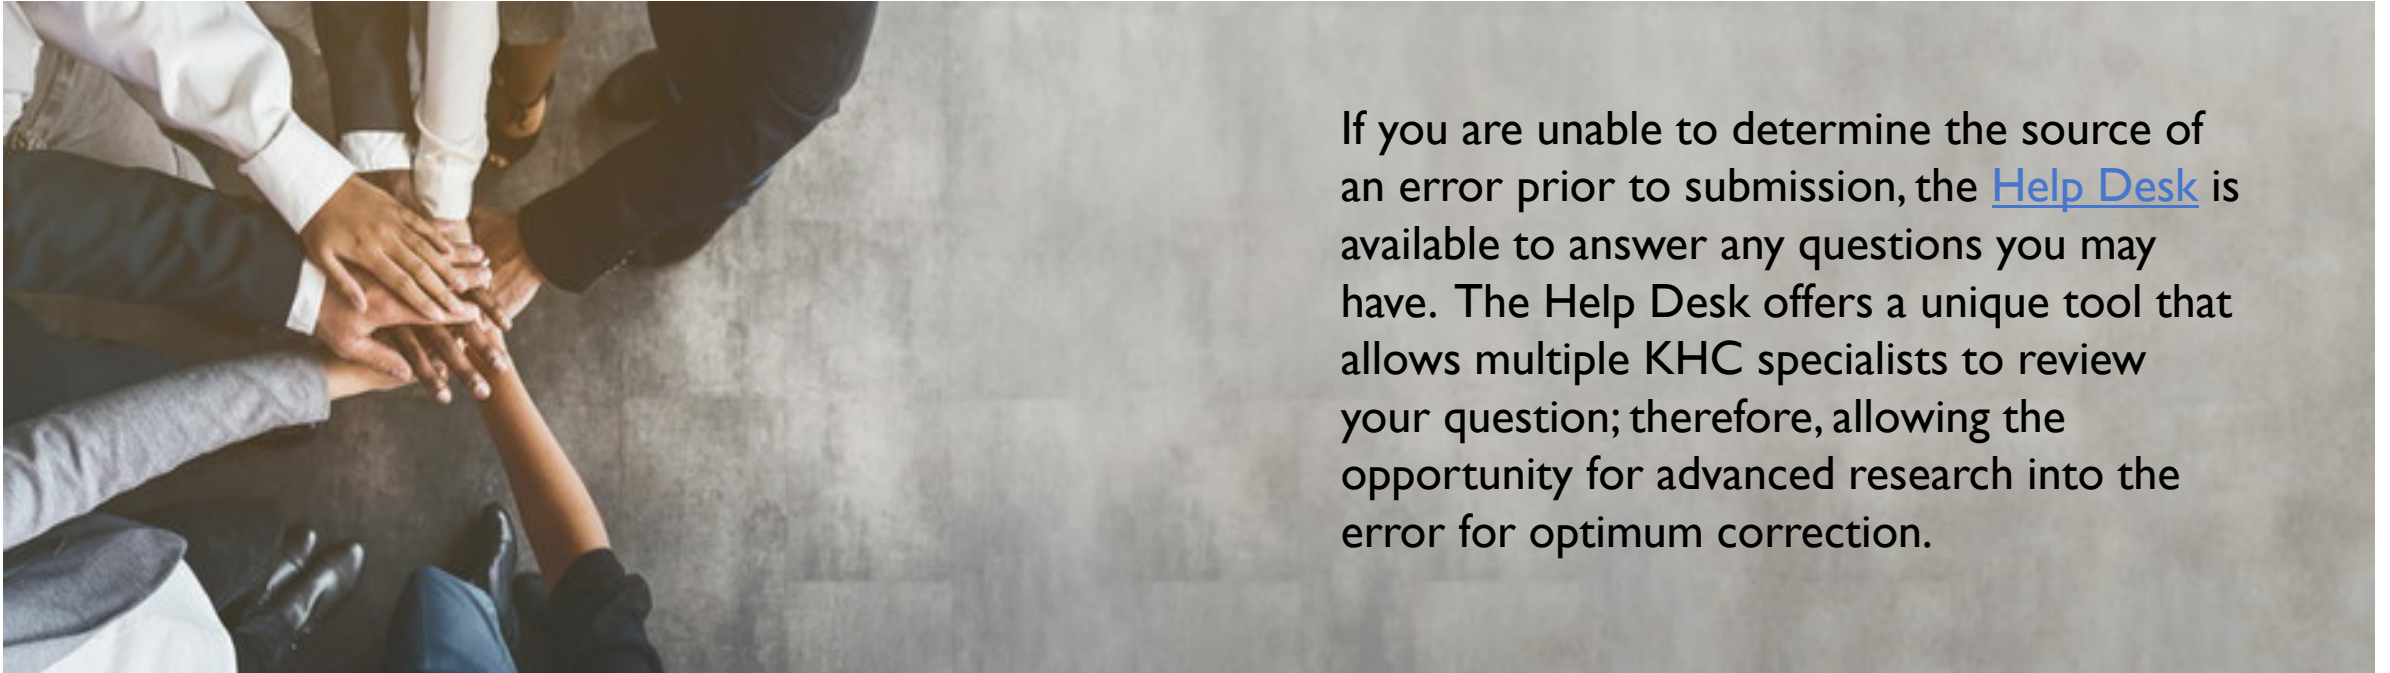 If you are unable to determine the source of
an error prior to submission, the Help Desk is
available to answer any questions you may
have.  The Help Desk offers a unique tool that
allows multiple KHC specialists to review
your question; therefore, allowing the
opportunity for advanced research into the
error for optimum correction.